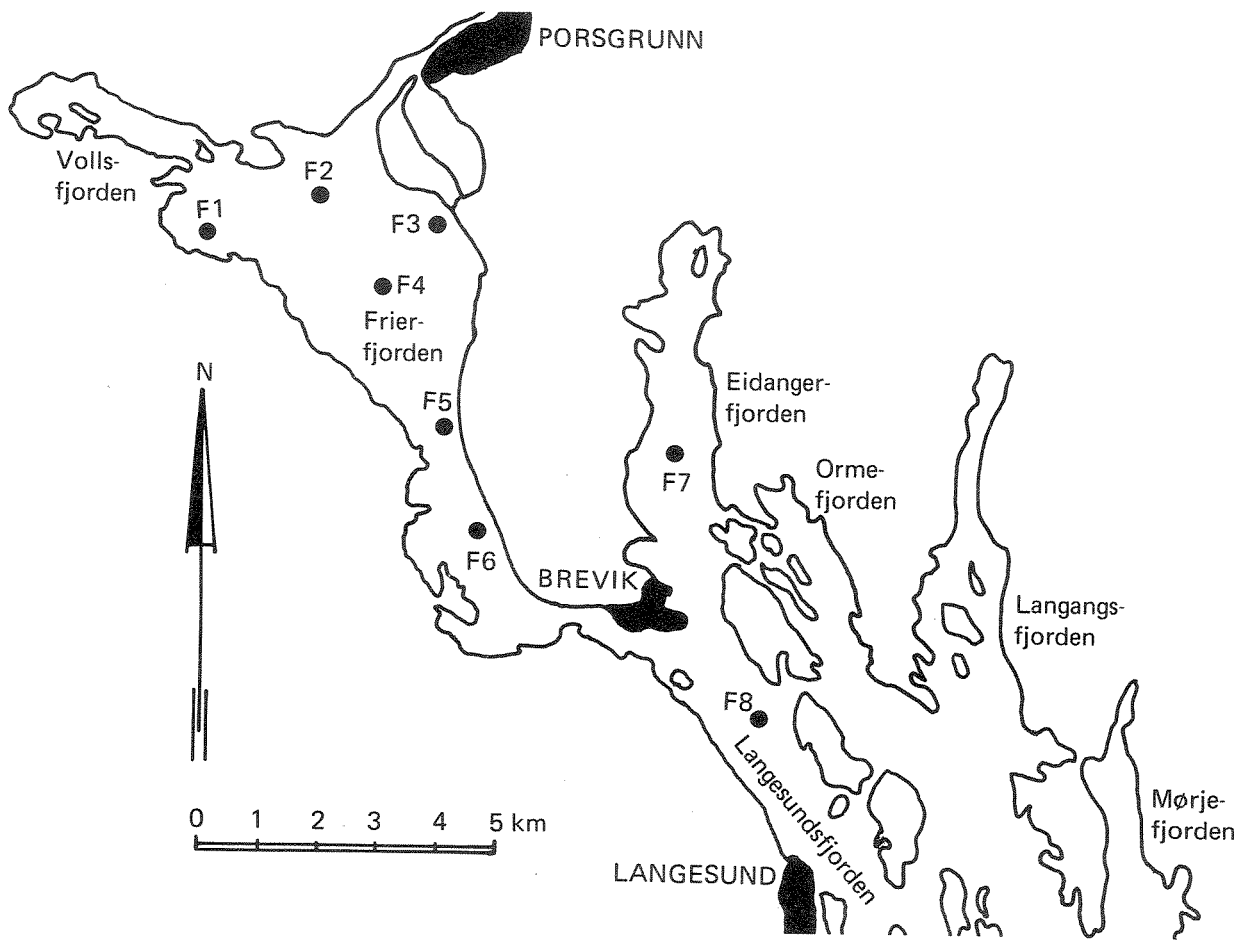 PORSGRUNN
Volls-
fjorden
F2
F1
F3
F4
Frier-
fjorden
N
F5
Eidanger-
fjorden
F7
Orme-
fjorden
F6
BREVIK
Langangs-
fjorden
F8
Langesundsfjorden
Mørje-
fjorden
0 1 2 3 4 5 km
LANGESUND